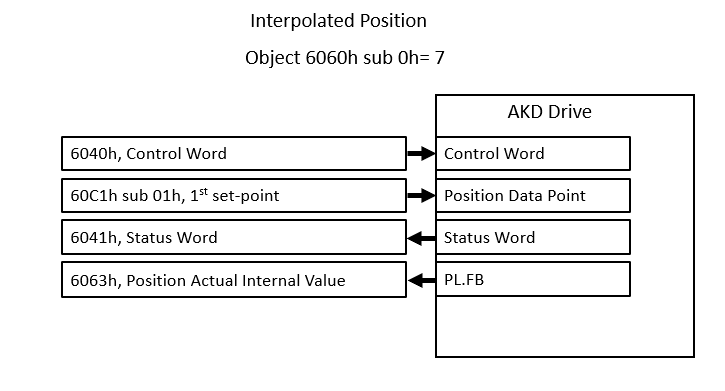 Interpolated Position
Object 6060h sub 0h= 7
AKD Drive
6040h, Control Word
Control Word
60C1h sub 01h, 1st set-point
Position Data Point
6041h, Status Word
Status Word
6063h, Position Actual Internal Value
PL.FB